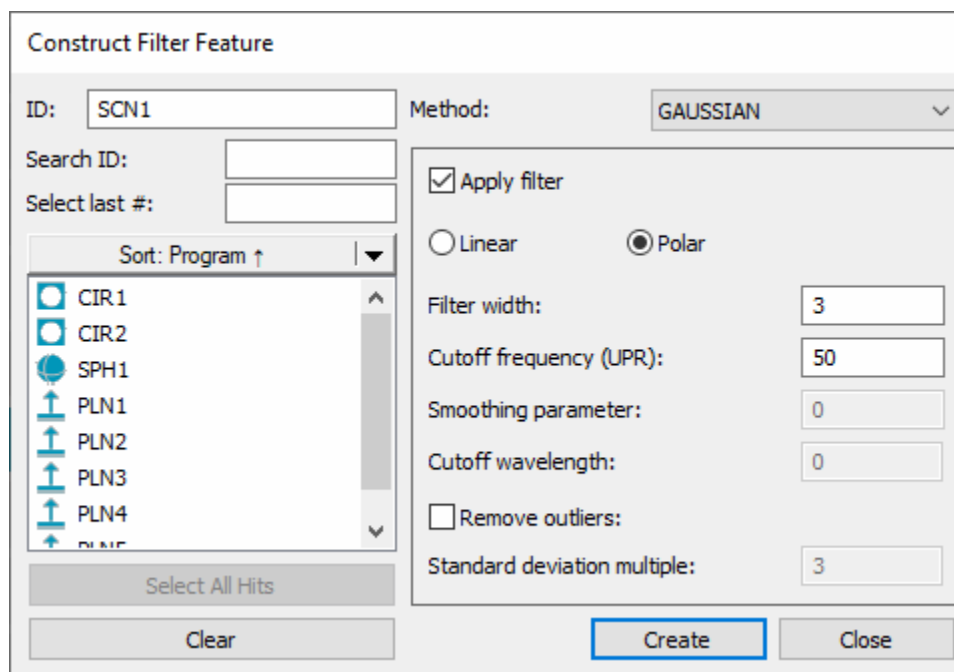 Construct Filter Feature
ID: SCN1
Search ID:
Select last #:
Sort: Program ↑
CIR1
CIR2
SPH1
PLN1
PLN2
PLN3
PLN4
PLN5
Select All Hits
Clear
Method: GAUSSIAN
Apply filter
Linear Polar
Filter width: 3
Cutoff frequency (UPR): 50
Smoothing parameter: 0
Cutoff wavelength: 0
Remove outliers:
Standard deviation multiple: 3
Create Close